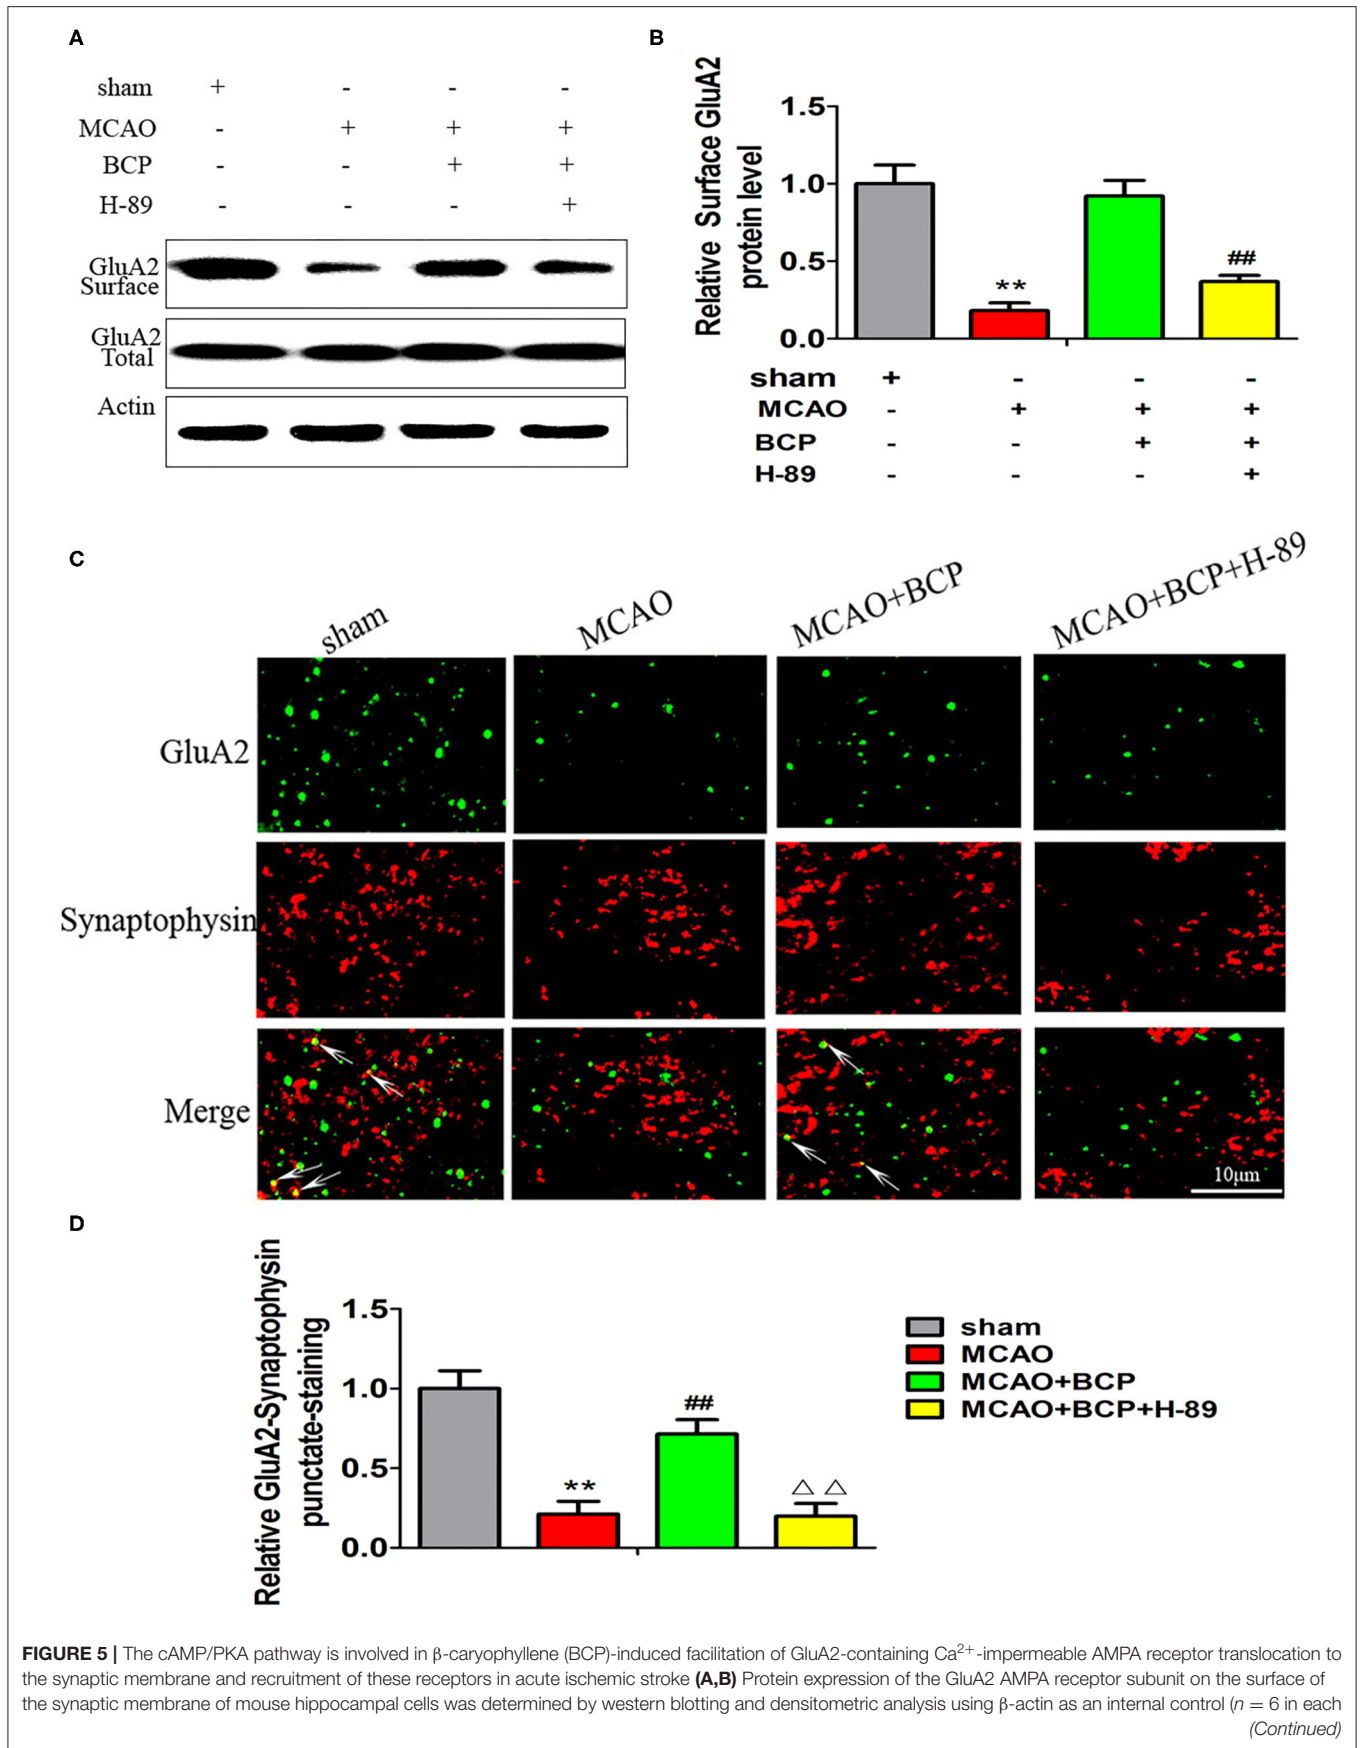 A
sham + - - -
MCAO - + + +
BCP - - + +
H-89 - - - +
GluA2
Surface
GluA2
Total
Actin
B
Relative Surface GluA2
protein level
1.5
1.0
0.5
0.0
**
##
sham + - - -
MCAO - + + +
BCP - - + +
H-89 - - - +
C
sham
MCAO
MCAO+BCP
MCAO+BCP+H-89
GluA2
Synaptophysin
Merge
10μm
D
Relative GluA2-Synaptophysin
punctate-staining
1.5
1.0
0.5
0.0
**
##
△ △
sham
MCAO
MCAO+BCP
MCAO+BCP+H-89
FIGURE 5 | The cAMP/PKA pathway is involved in β-caryophyllene (BCP)-induced facilitation of GluA2-containing Ca²⁺-impermeable AMPA receptor translocation to
the synaptic membrane and recruitment of these receptors in acute ischemic stroke (A,B) Protein expression of the GluA2 AMPA receptor subunit on the surface of
the synaptic membrane of mouse hippocampal cells was determined by western blotting and densitometric analysis using β-actin as an internal control (n = 6 in each
(Continued)